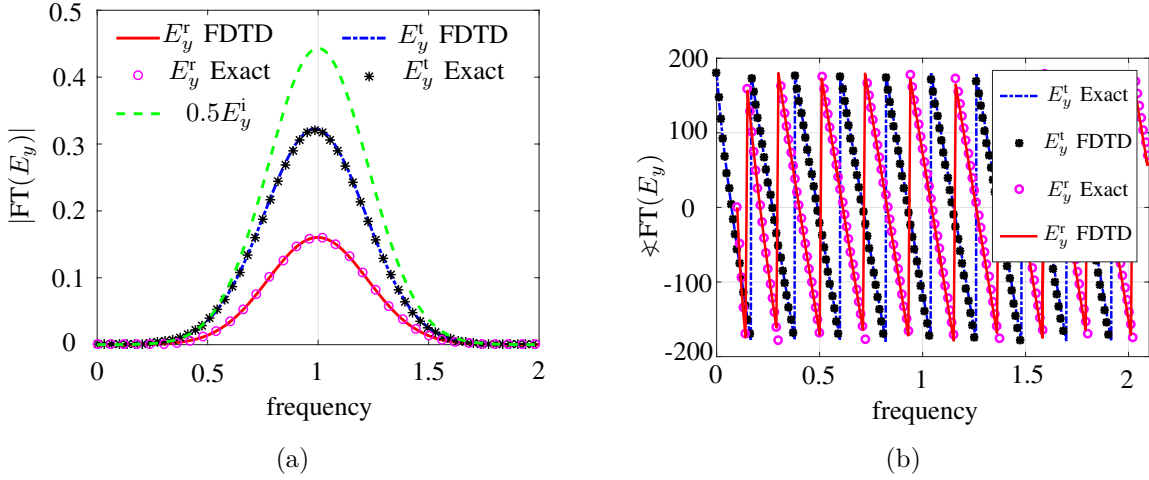 0.5
0.4
0.3
0.2
0.1
0
|FT(E_y)|
E_y^r FDTD
E_y^t FDTD
E_y^r Exact
E_y^t Exact
0.5E_y^i
0 0.5 1 1.5 2
frequency
(a)
200
100
0
-100
-200
∢FT(E_y)
E_y^t Exact
E_y^t FDTD
E_y^r Exact
E_y^r FDTD
0 0.5 1 1.5 2
frequency
(b)